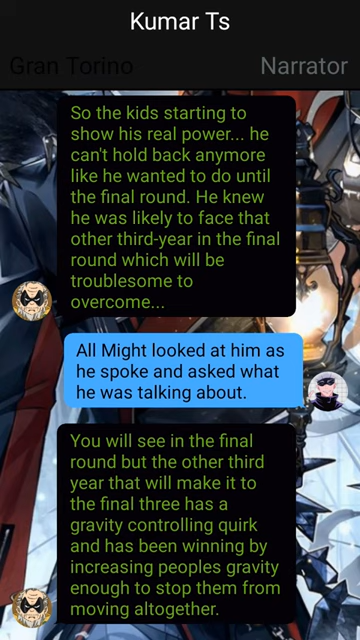 Kumar Ts
Gran Torino
Narrator
So the kids starting to
show his real power... he
can't hold back anymore
like he wanted to do until
the final round. He knew
he was likely to face that
other third-year in the final
round which will be
troublesome to
overcome...
All Might looked at him as
he spoke and asked what
he was talking about.
You will see in the final
round but the other third
year that will make it to
the final three has a
gravity controlling quirk
and has been winning by
increasing peoples gravity
enough to stop them from
moving altogether.